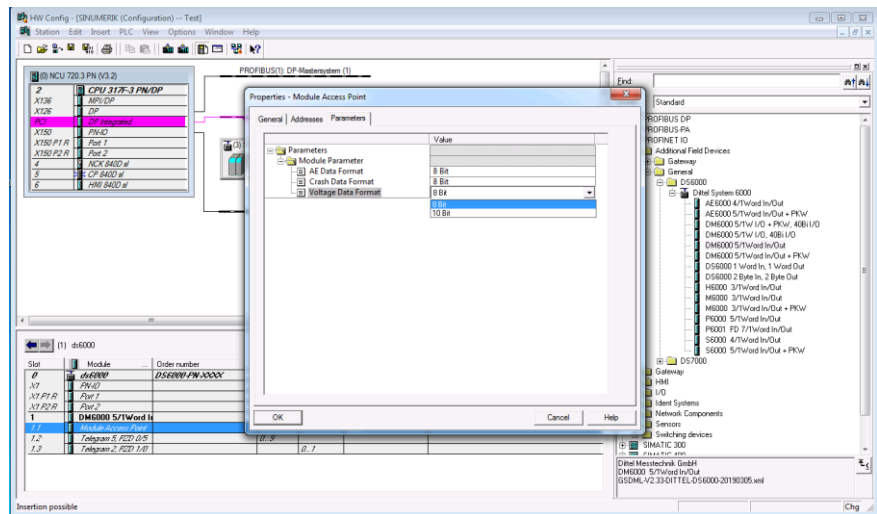 HW Config - [SINUMERIK (Configuration) -- Test]
Station Edit Insert PLC View Options Window Help
(0) NCU 720.3 PN (V3.2)
2 CPU 317F-3 PN/DP
X136 MPI/DP
X126 DP
PCI DP Integrated
X150 PN-IO
X150 P1 R Port 1
X150 P2 R Port 2
4 NCK 840D sl
5 CP 840D sl
6 HMI 840D sl
PROFIBUS(1): DP-Mastersystem (1)
(3)
Properties - Module Access Point
General Addresses Parameters
Value
Parameters
Module Parameter
AE Data Format 8 Bit
Crash Data Format 8 Bit
Voltage Data Format 8 Bit
8 Bit
10 Bit
OK Cancel Help
Find:
Standard
PROFIBUS DP
PROFIBUS-PA
PROFINET IO
Additional Field Devices
Gateway
General
DS6000
Dittel System 6000
AE6000 4/1Word In/Out
AE6000 5/1Word In/Out + PKW
DM6000 5/1W I/O + PKW, 40Bi I/O
DM6000 5/1W I/O, 40Bi I/O
DM6000 5/1Word In/Out
DM6000 5/1Word In/Out + PKW
DS6000 1 Word In, 1 Word Out
DS6000 2 Byte In, 2 Byte Out
H6000 3/1Word In/Out
M6000 3/1Word In/Out
M6000 3/1Word In/Out + PKW
P6000 5/1Word In/Out
P6001 FD 7/1Word In/Out
S6000 4/1Word In/Out
S6000 5/1Word In/Out + PKW
DS7000
Gateway
HMI
I/O
Ident Systems
Network Components
Sensors
Switching devices
SIMATIC 300
SIMATIC 400
Dittel Messtechnik GmbH
DM6000 5/1Word In/Out
GSDML-V2.33-DITTEL-DS6000-20190305.xml
(1) ds6000
Slot Module ... Order number
0 ds6000 DS6000-PN-XXXX
X1 PN-IO
X1 P1 R Port 1
X1 P2 R Port 2
1 DM6000 5/1Word In
1.1 Module Access Point
1.2 Telegram 5, PZD 0/5 0...9
1.3 Telegram 2, PZD 1/0 0...1
Insertion possible
Chg